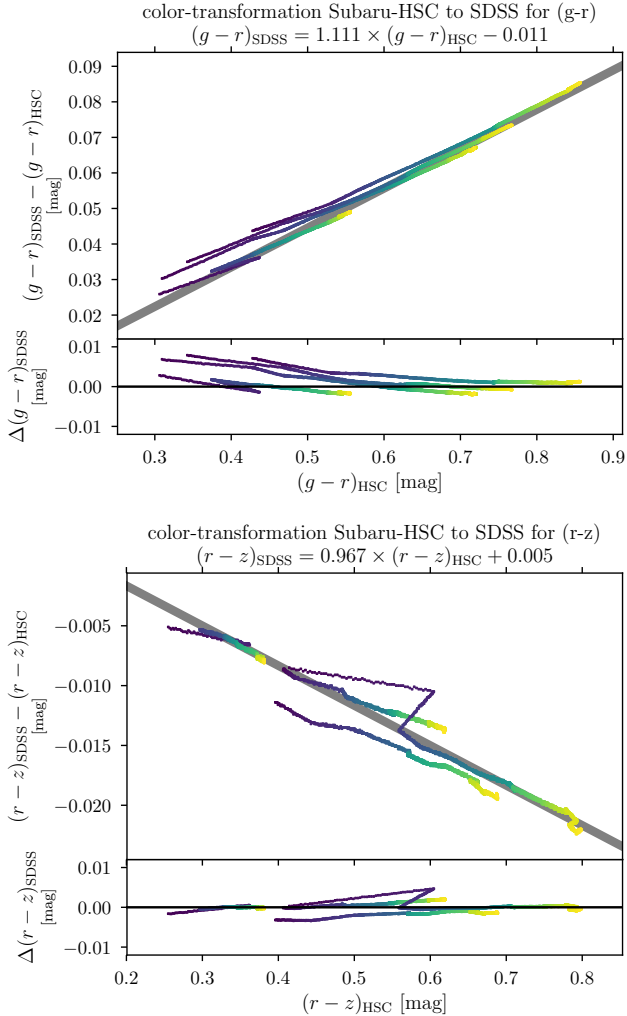 color-transformation Subaru-HSC to SDSS for (g-r)
(g − r)SDSS = 1.111 × (g − r)HSC − 0.011
(g − r)SDSS − (g − r)HSC
[mag]
0.09
0.08
0.07
0.06
0.05
0.04
0.03
0.02
Δ(g − r)SDSS
[mag]
0.01
0.00
−0.01
0.3 0.4 0.5 0.6 0.7 0.8 0.9
(g − r)HSC [mag]
color-transformation Subaru-HSC to SDSS for (r-z)
(r − z)SDSS = 0.967 × (r − z)HSC + 0.005
(r − z)SDSS − (r − z)HSC
[mag]
−0.005
−0.010
−0.015
−0.020
Δ(r − z)SDSS
[mag]
0.01
0.00
−0.01
0.2 0.3 0.4 0.5 0.6 0.7 0.8
(r − z)HSC [mag]